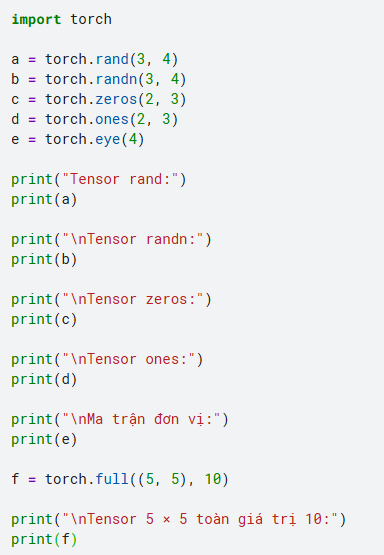 import torch

a = torch.rand(3, 4)
b = torch.randn(3, 4)
c = torch.zeros(2, 3)
d = torch.ones(2, 3)
e = torch.eye(4)

print("Tensor rand:")
print(a)

print("\nTensor randn:")
print(b)

print("\nTensor zeros:")
print(c)

print("\nTensor ones:")
print(d)

print("\nMa trận đơn vị:")
print(e)

f = torch.full((5, 5), 10)

print("\nTensor 5 × 5 toàn giá trị 10:")
print(f)